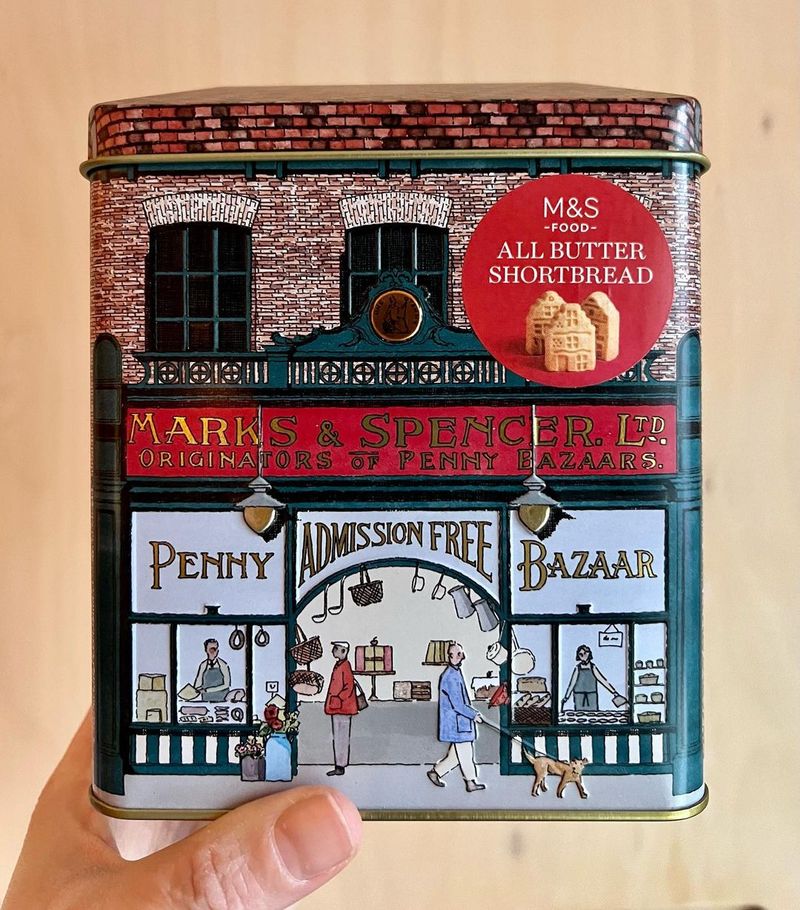 M&S
-FOOD-
ALL BUTTER
SHORTBREAD
MARKS & SPENCER. LTD.
ORIGINATORS OF PENNY BAZAARS.
PENNY
ADMISSION FREE
BAZAAR